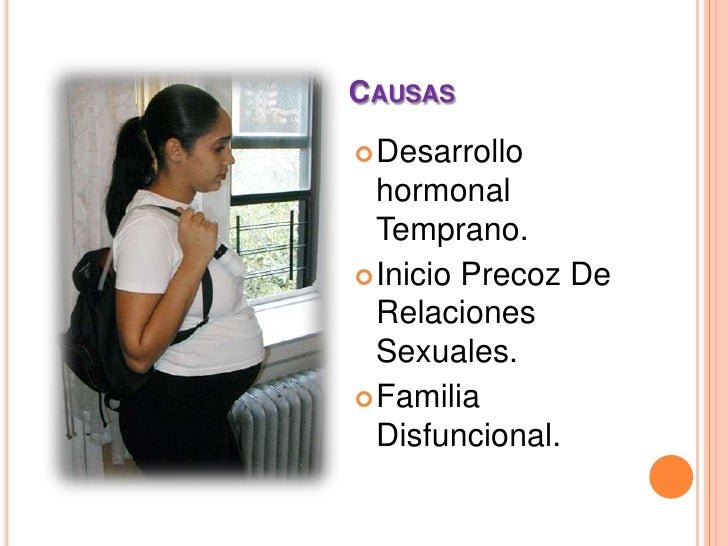 CAUSAS
Desarrollo
hormonal
Temprano.
Inicio Precoz De
Relaciones
Sexuales.
Familia
Disfuncional.